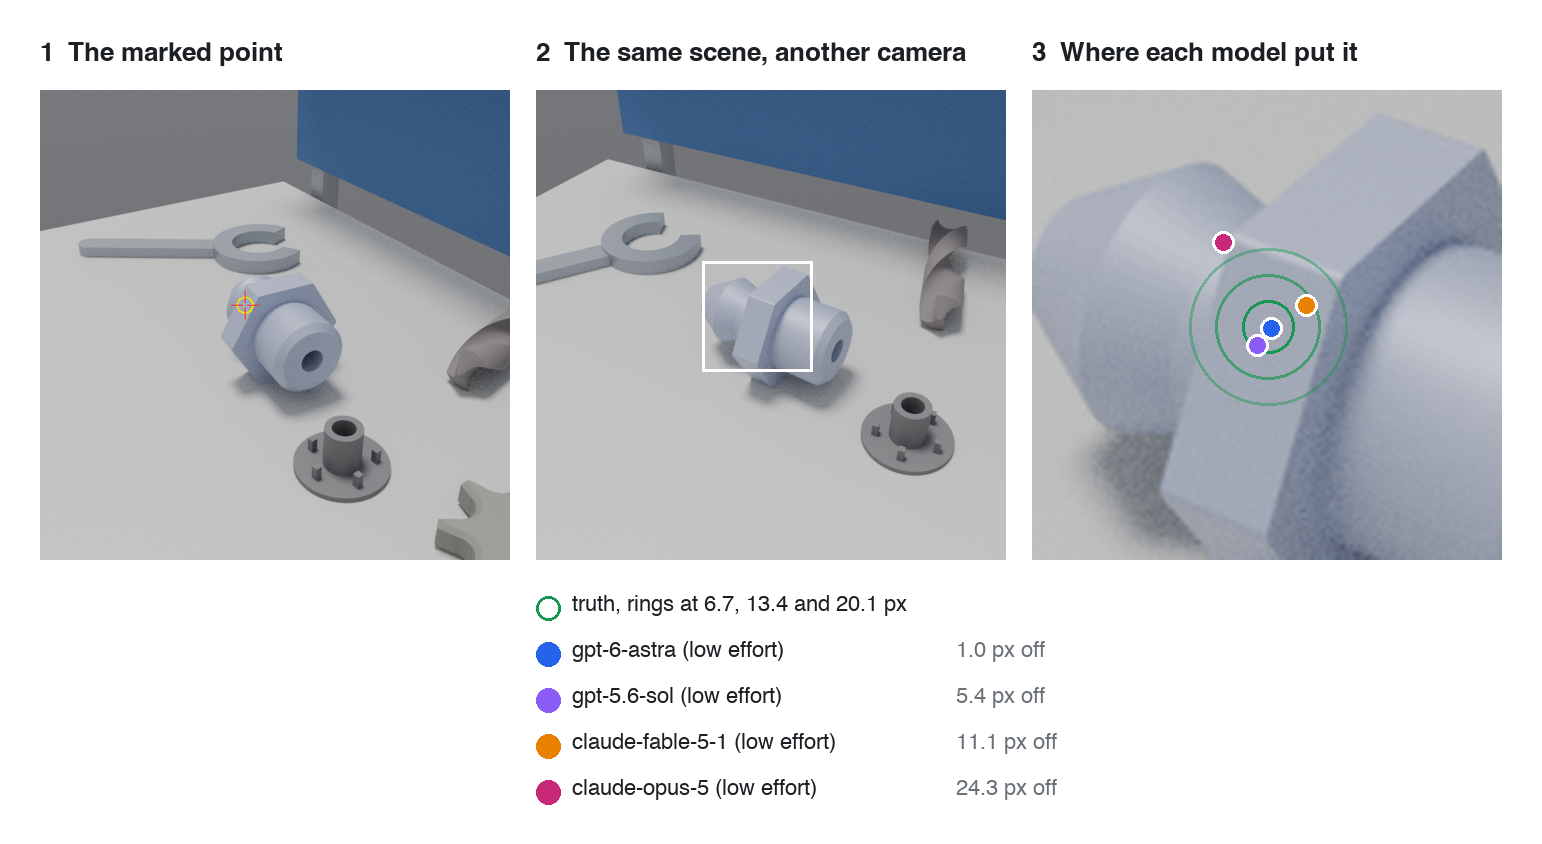 1 The marked point
2 The same scene, another camera
3 Where each model put it
truth, rings at 6.7, 13.4 and 20.1 px
gpt-6-astra (low effort) 1.0 px off
gpt-5.6-sol (low effort) 5.4 px off
claude-fable-5-1 (low effort) 11.1 px off
claude-opus-5 (low effort) 24.3 px off